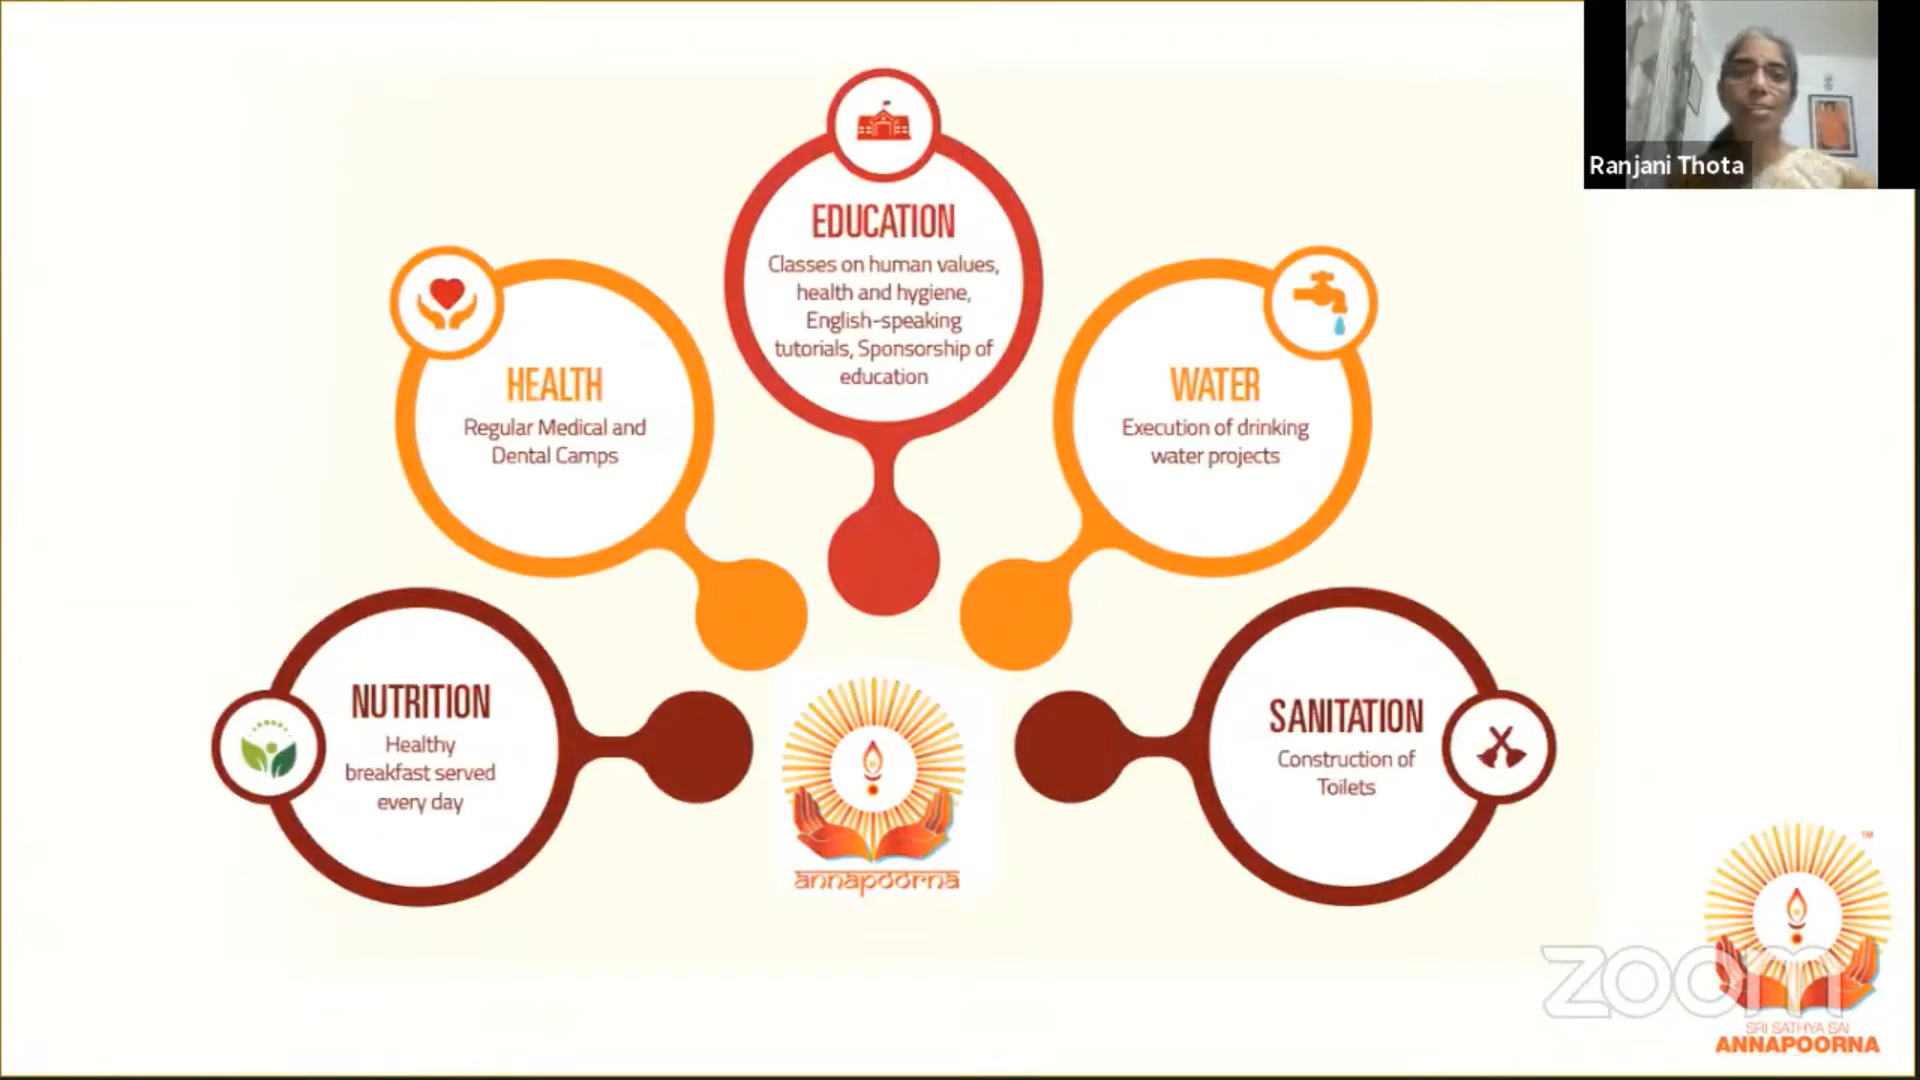 Ranjani Thota
EDUCATION
Classes on human values,
health and hygiene,
English-speaking
tutorials, Sponsorship of
education
HEALTH
Regular Medical and
Dental Camps
WATER
Execution of drinking
water projects
NUTRITION
Healthy
breakfast served
every day
SANITATION
Construction of
Toilets
annapoorna
TM
zoom
SRI SATHYA SAI
ANNAPOORNA